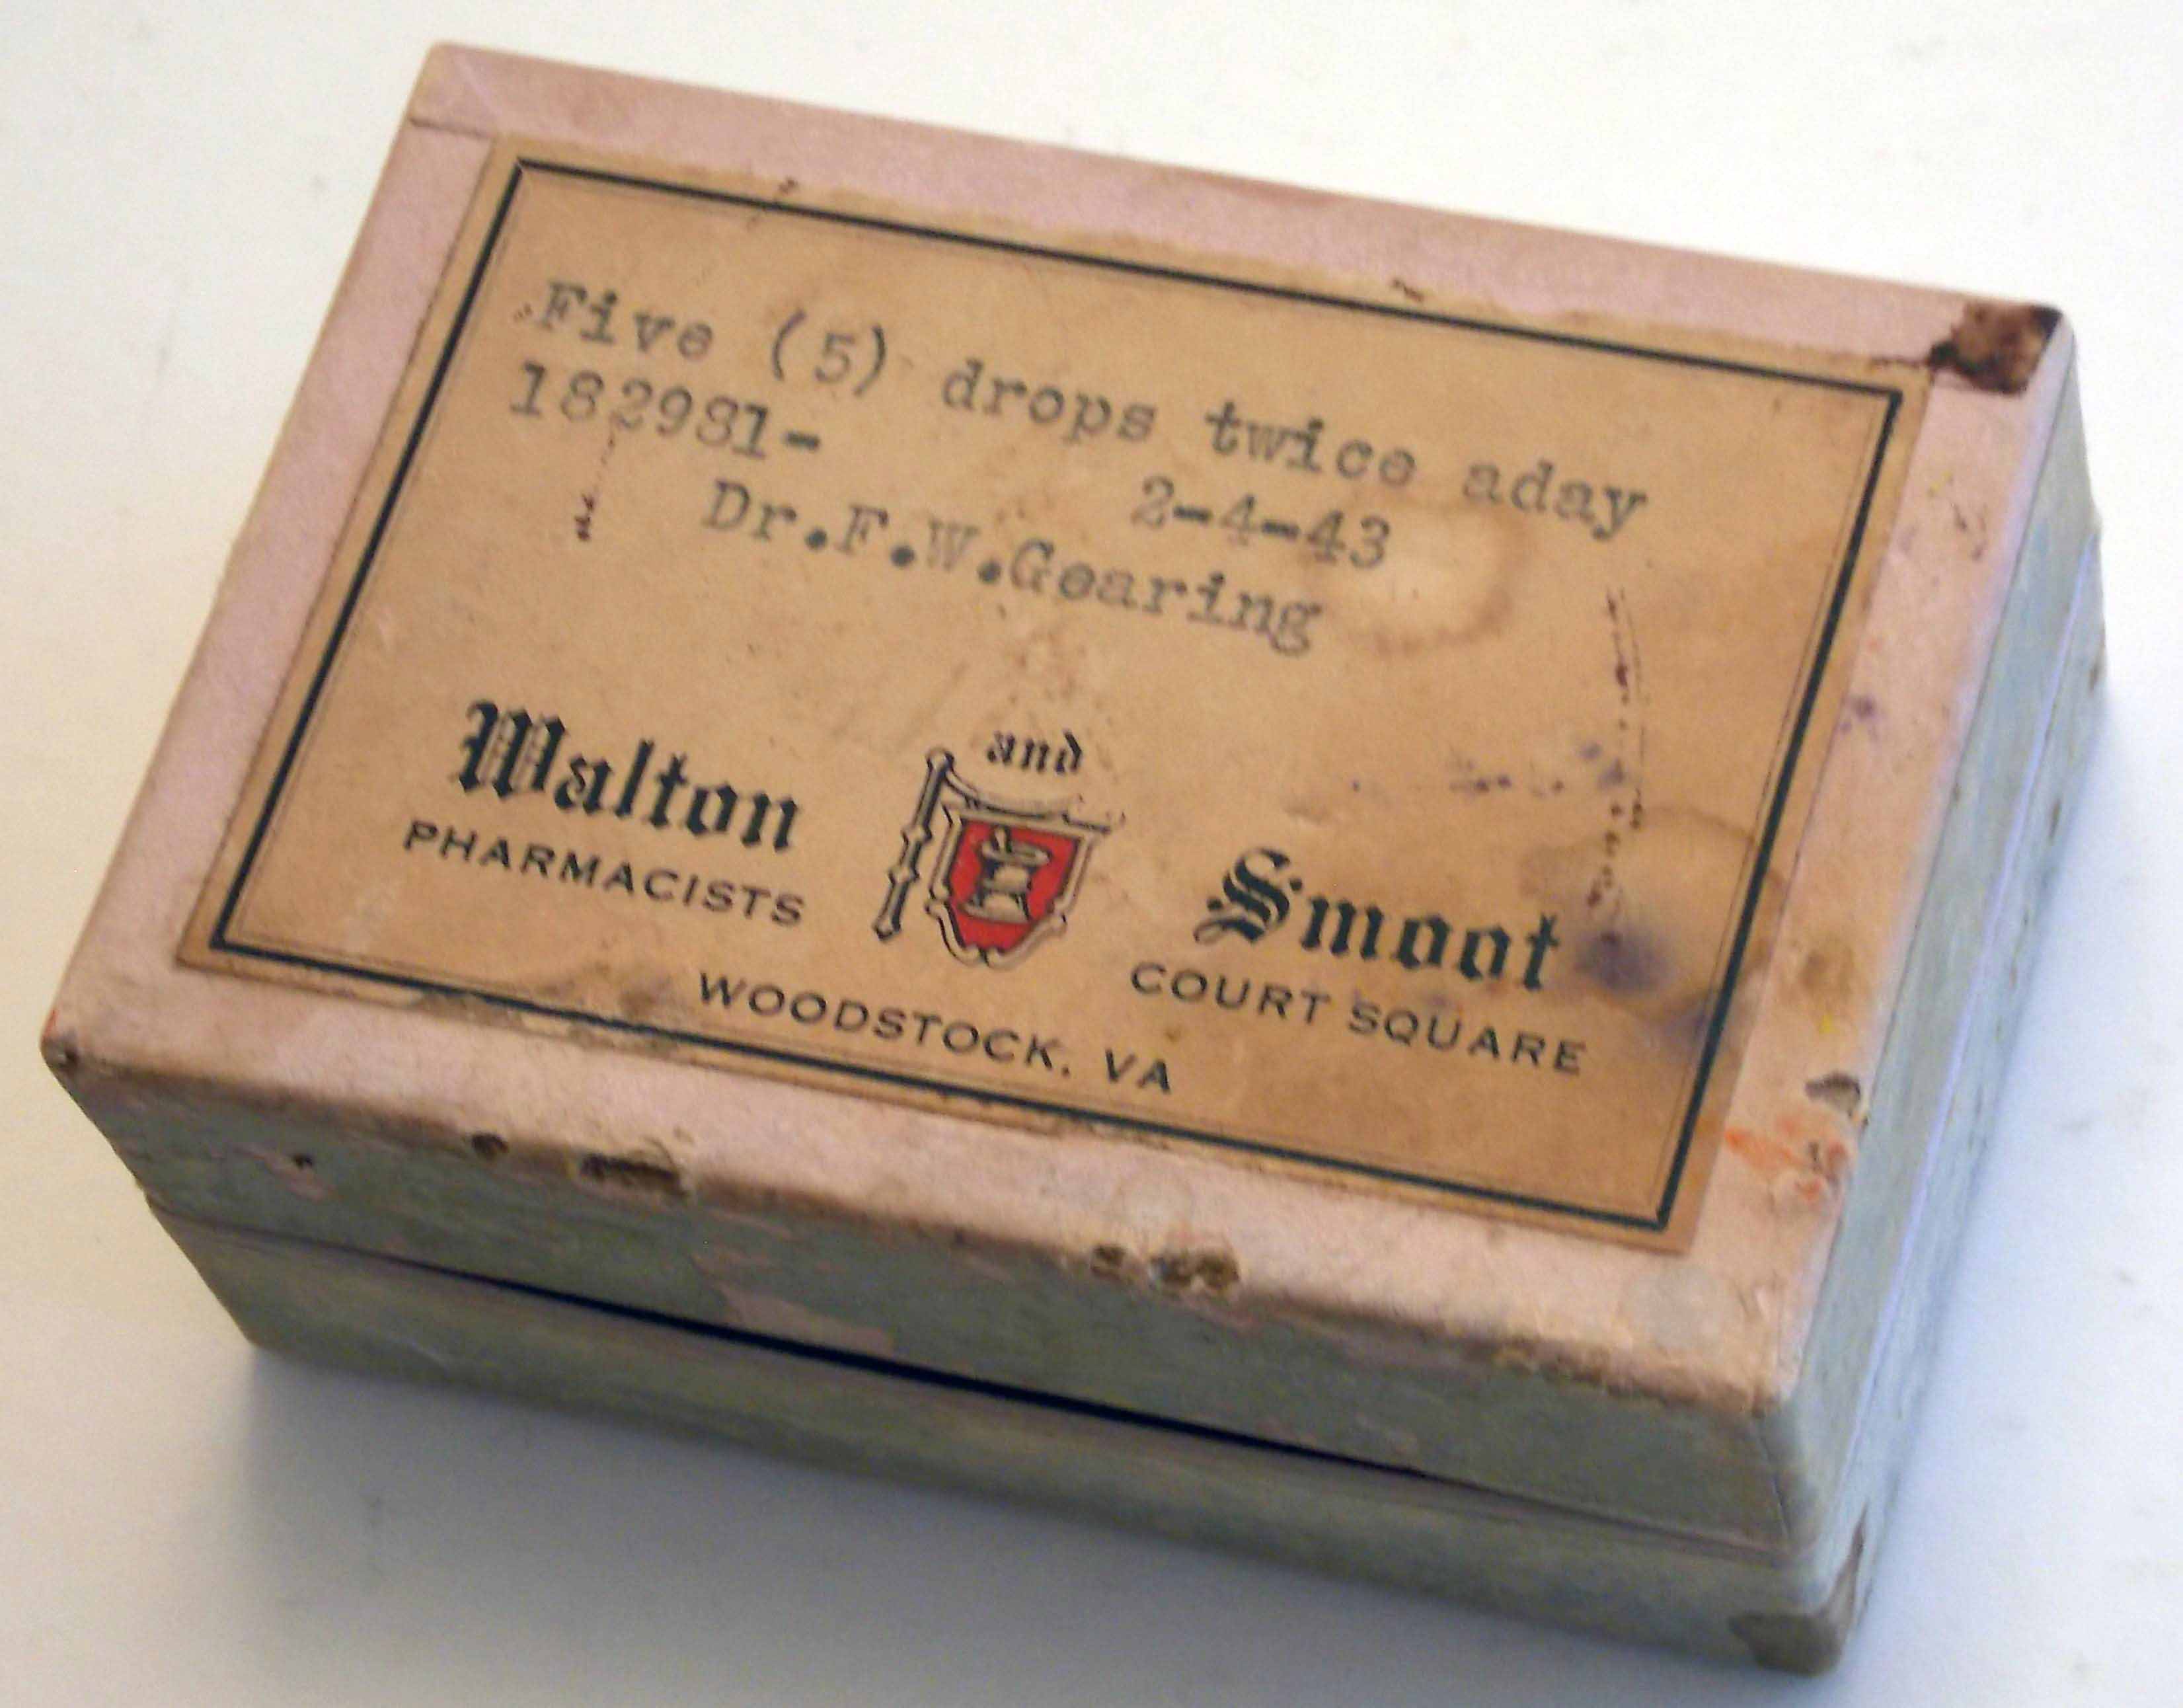 Five (5) drops twice aday
182981- 2-4-43
Dr.F.W.Gearing
Walton and Smoot
PHARMACISTS COURT SQUARE
WOODSTOCK, VA